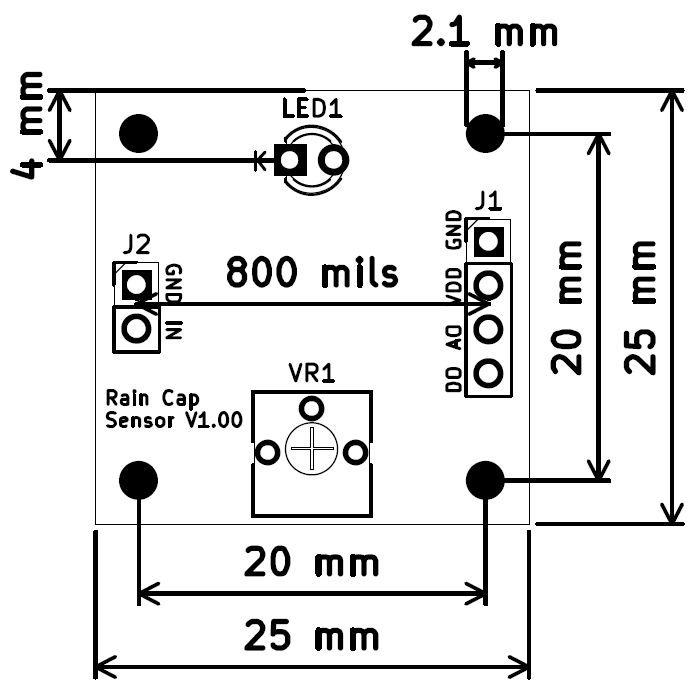 2.1 mm
4 mm
LED1
J1
GND
VDD
AO
DO
J2
GND
IN
800 mils
20 mm
25 mm
VR1
Rain Cap
Sensor V1.00
20 mm
25 mm